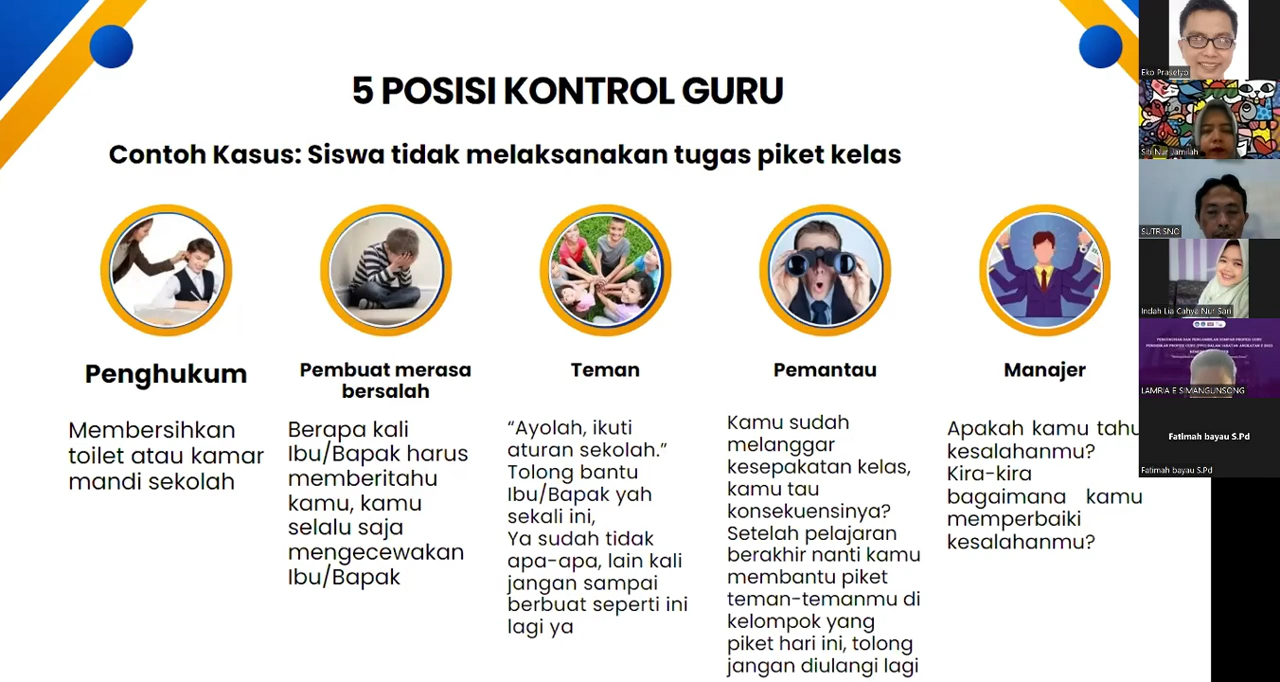 5 POSISI KONTROL GURU
Contoh Kasus: Siswa tidak melaksanakan tugas piket kelas
Penghukum
Membersihkan
toilet atau kamar
mandi sekolah
Pembuat merasa
bersalah
Berapa kali
Ibu/Bapak harus
memberitahu
kamu, kamu
selalu saja
mengecewakan
Ibu/Bapak
Teman
“Ayolah, ikuti
aturan sekolah.”
Tolong bantu
Ibu/Bapak yah
sekali ini,
Ya sudah tidak
apa-apa, lain kali
jangan sampai
berbuat seperti ini
lagi ya
Pemantau
Kamu sudah
melanggar
kesepakatan kelas,
kamu tau
konsekuensinya?
Setelah pelajaran
berakhir nanti kamu
membantu piket
teman-temanmu di
kelompok yang
piket hari ini, tolong
jangan diulangi lagi
Manajer
Apakah kamu tahu
kesalahanmu?
Kira-kira
bagaimana kamu
memperbaiki
kesalahanmu?
Eko Prasetyo
Siti Nur Jamilah
SUTRISNO
Indah Lia Cahya Nur Sari
LAMRIA E SIMANGUNSONG
Fatimah bayau S.Pd
Fatimah bayau S.Pd